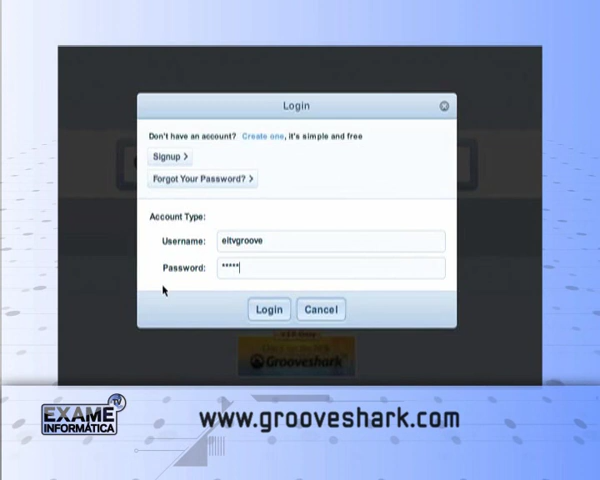 Login
Don't have an account? Create one, it's simple and free
Signup >
Forgot Your Password? >
Account Type:
Username: eitvgroove
Password: *****
Login Cancel
Grooveshark
EXAME TV
INFORMÁTICA
www.grooveshark.com